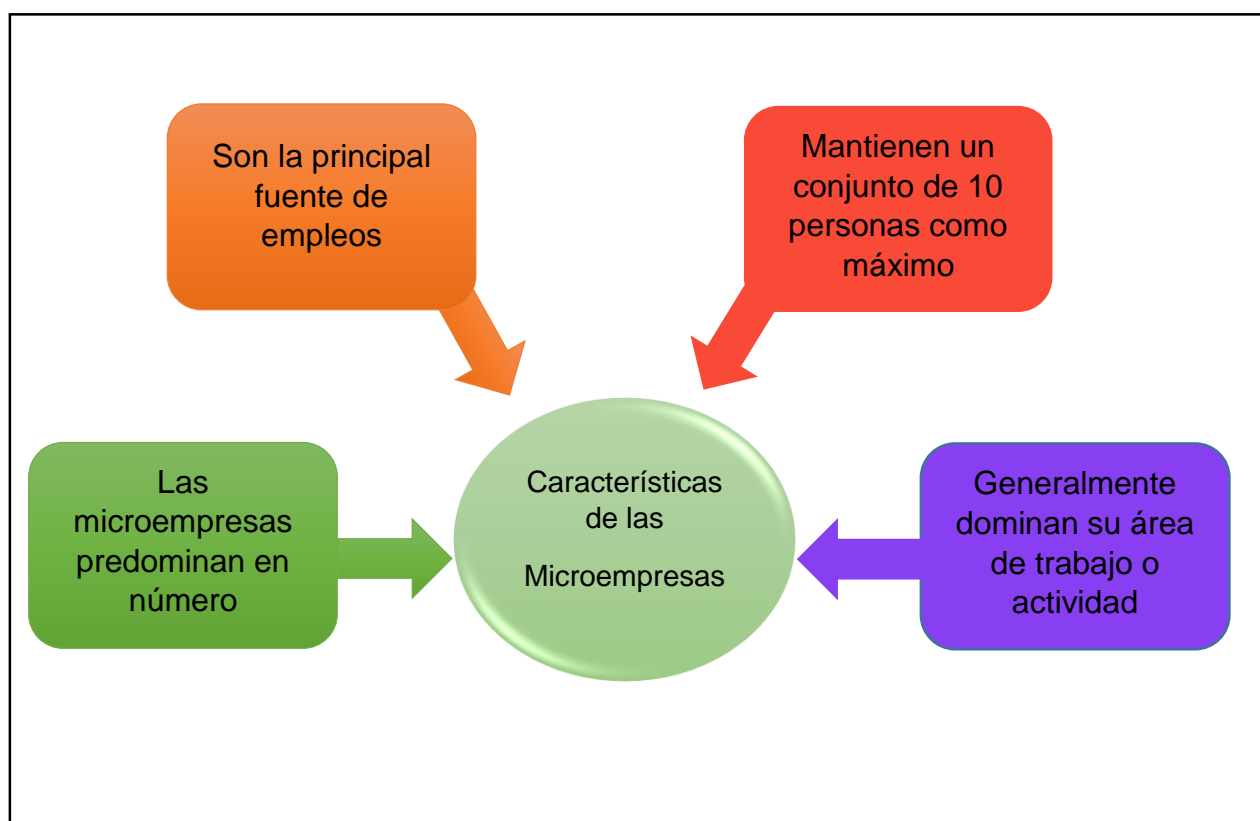 Son la principal
fuente de
empleos
Mantienen un
conjunto de 10
personas como
máximo
Las
microempresas
predominan en
número
Características
de las
Microempresas
Generalmente
dominan su área
de trabajo o
actividad